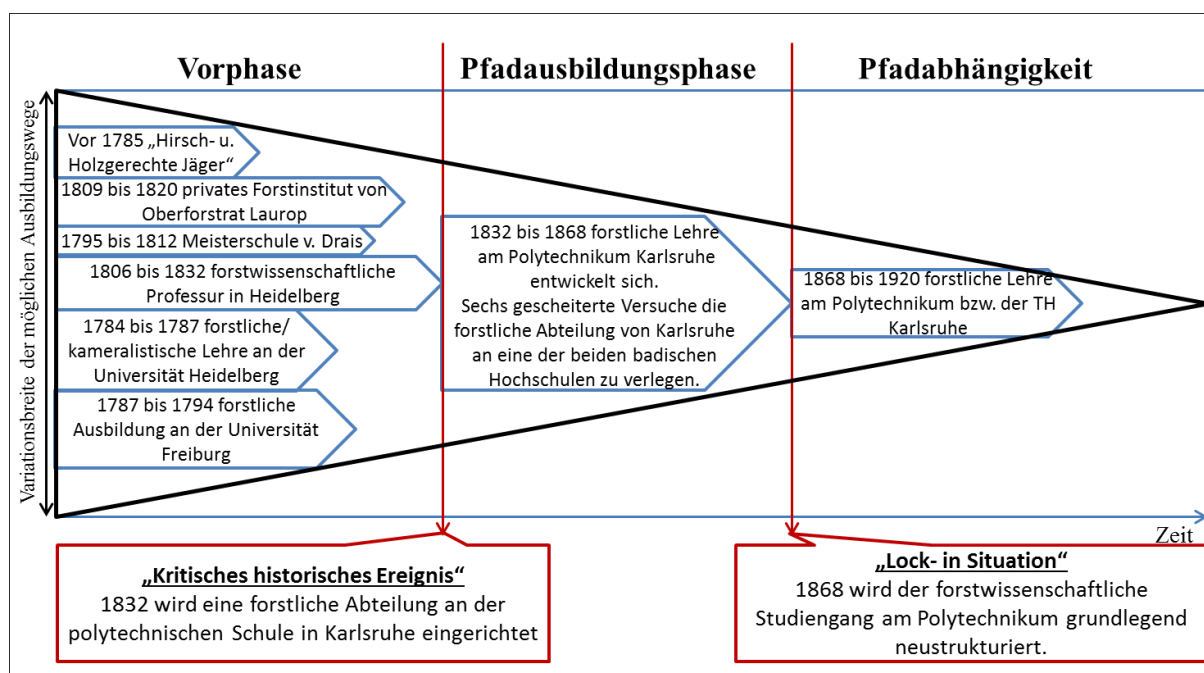 Vorphase
Pfadausbildungsphase
Pfadabhängigkeit
Variationsbreite der möglichen Ausbildungswege
Vor 1785 „Hirsch- u.
Holzgerechte Jäger“
1809 bis 1820 privates Forstinstitut von
Oberforstrat Laurop
1795 bis 1812 Meisterschule v. Drais
1806 bis 1832 forstwissenschaftliche
Professur in Heidelberg
1784 bis 1787 forstliche/
kameralistische Lehre an der
Universität Heidelberg
1787 bis 1794 forstliche
Ausbildung an der Universität
Freiburg
1832 bis 1868 forstliche Lehre
am Polytechnikum Karlsruhe
entwickelt sich.
Sechs gescheiterte Versuche die
forstliche Abteilung von Karlsruhe
an eine der beiden badischen
Hochschulen zu verlegen.
1868 bis 1920 forstliche Lehre
am Polytechnikum bzw. der TH
Karlsruhe
Zeit
„Kritisches historisches Ereignis“
1832 wird eine forstliche Abteilung an der
polytechnischen Schule in Karlsruhe eingerichtet
„Lock- in Situation“
1868 wird der forstwissenschaftliche
Studiengang am Polytechnikum grundlegend
neustrukturiert.